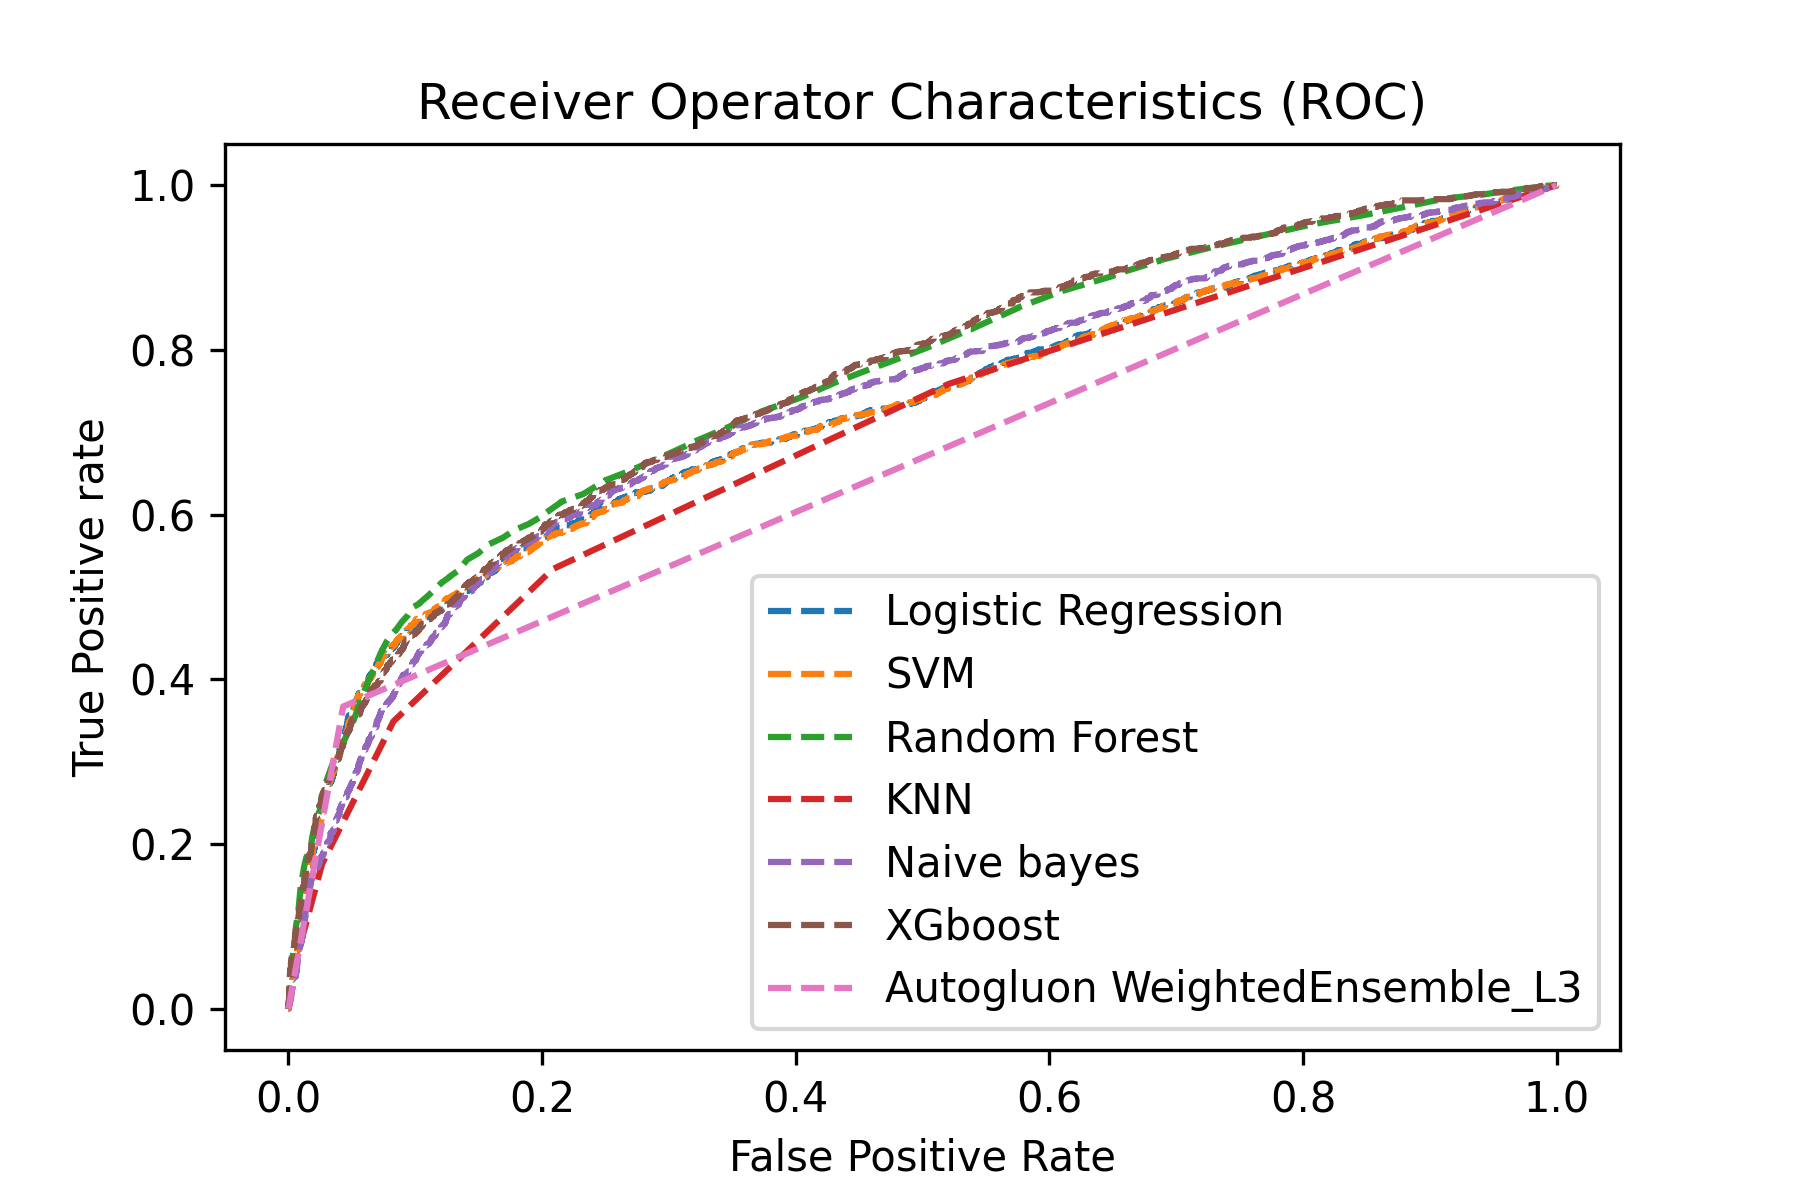 Receiver Operator Characteristics (ROC)
1.0
0.8
0.6
0.4
0.2
0.0
True Positive rate
Logistic Regression
SVM
Random Forest
KNN
Naive bayes
XGboost
Autogluon WeightedEnsemble_L3
0.0 0.2 0.4 0.6 0.8 1.0
False Positive Rate